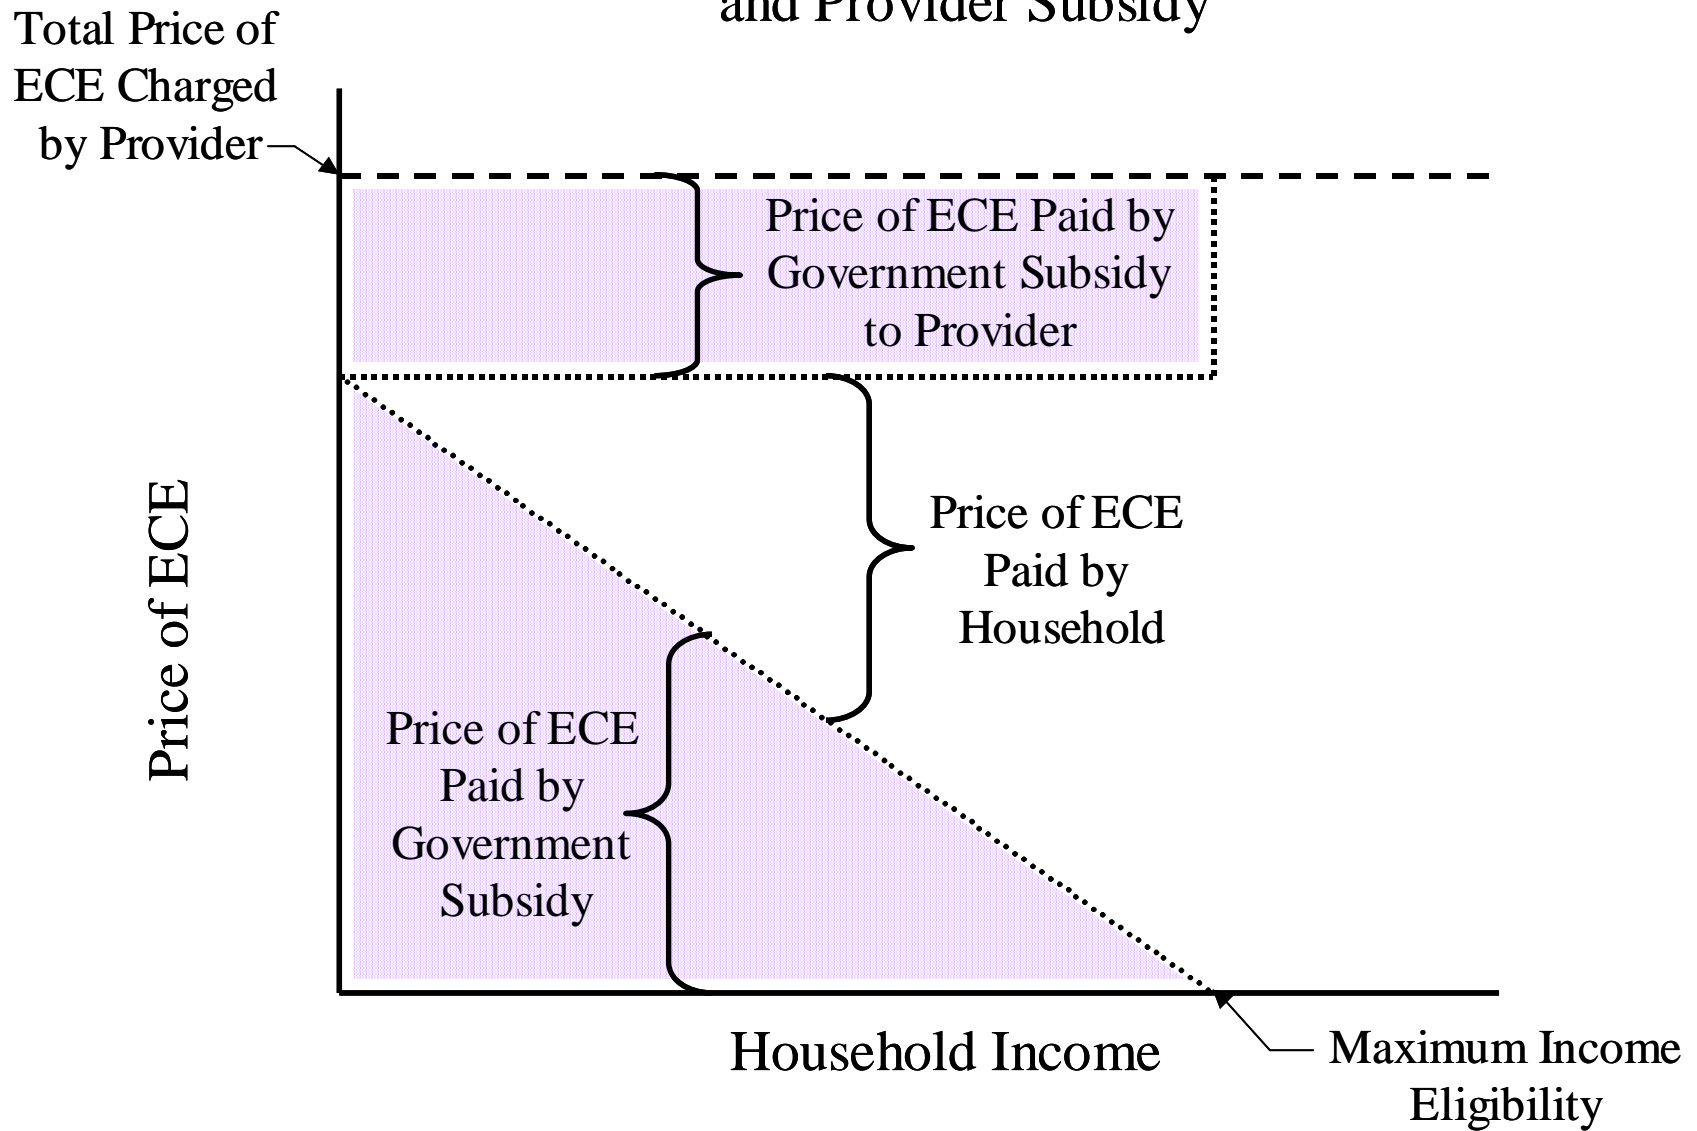 and Provider Subsidy
Total Price of
ECE Charged
by Provider
Price of ECE Paid by
Government Subsidy
to Provider
Price of ECE
Paid by
Household
Price of ECE
Price of ECE
Paid by
Government
Subsidy
Household Income
Maximum Income
Eligibility